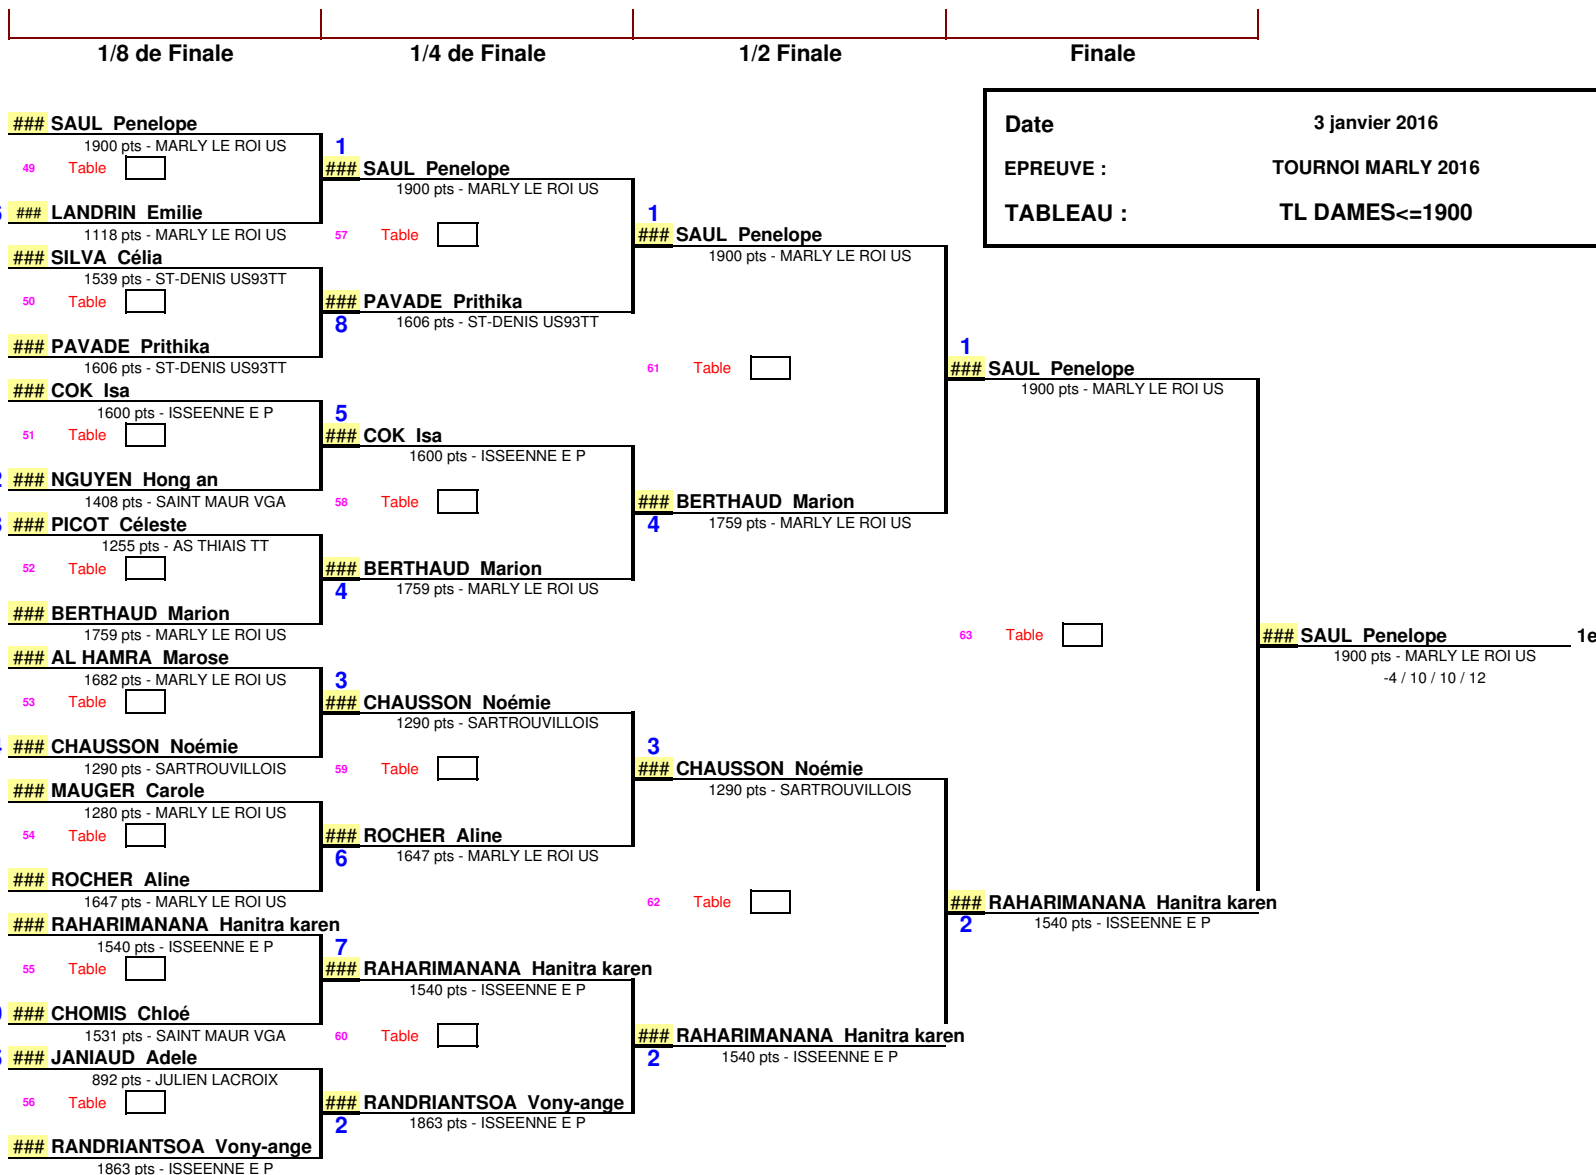 1/8 de Finale
1/4 de Finale
1/2 Finale
Finale
Date 3 janvier 2016
EPREUVE : TOURNOI MARLY 2016
TABLEAU : TL DAMES<=1900
### SAUL Penelope
1900 pts - MARLY LE ROI US
49 Table
### LANDRIN Emilie
1118 pts - MARLY LE ROI US
### SILVA Célia
1539 pts - ST-DENIS US93TT
50 Table
### PAVADE Prithika
1606 pts - ST-DENIS US93TT
### COK Isa
1600 pts - ISSEENNE E P
51 Table
### NGUYEN Hong an
1408 pts - SAINT MAUR VGA
### PICOT Céleste
1255 pts - AS THIAIS TT
52 Table
### BERTHAUD Marion
1759 pts - MARLY LE ROI US
### AL HAMRA Marose
1682 pts - MARLY LE ROI US
53 Table
### CHAUSSON Noémie
1290 pts - SARTROUVILLOIS
### MAUGER Carole
1280 pts - MARLY LE ROI US
54 Table
### ROCHER Aline
1647 pts - MARLY LE ROI US
### RAHARIMANANA Hanitra karen
1540 pts - ISSEENNE E P
55 Table
### CHOMIS Chloé
1531 pts - SAINT MAUR VGA
### JANIAUD Adele
892 pts - JULIEN LACROIX
56 Table
### RANDRIANTSOA Vony-ange
1863 pts - ISSEENNE E P
1
### SAUL Penelope
1900 pts - MARLY LE ROI US
57 Table
### PAVADE Prithika
8 1606 pts - ST-DENIS US93TT
5
### COK Isa
1600 pts - ISSEENNE E P
58 Table
### BERTHAUD Marion
4 1759 pts - MARLY LE ROI US
3
### CHAUSSON Noémie
1290 pts - SARTROUVILLOIS
59 Table
### ROCHER Aline
6 1647 pts - MARLY LE ROI US
7
### RAHARIMANANA Hanitra karen
1540 pts - ISSEENNE E P
60 Table
### RANDRIANTSOA Vony-ange
2 1863 pts - ISSEENNE E P
1
### SAUL Penelope
1900 pts - MARLY LE ROI US
61 Table
### BERTHAUD Marion
4 1759 pts - MARLY LE ROI US
3
### CHAUSSON Noémie
1290 pts - SARTROUVILLOIS
62 Table
### RAHARIMANANA Hanitra karen
2 1540 pts - ISSEENNE E P
1
### SAUL Penelope
1900 pts - MARLY LE ROI US
63 Table
### RAHARIMANANA Hanitra karen
2 1540 pts - ISSEENNE E P
### SAUL Penelope 1e
1900 pts - MARLY LE ROI US
-4 / 10 / 10 / 12